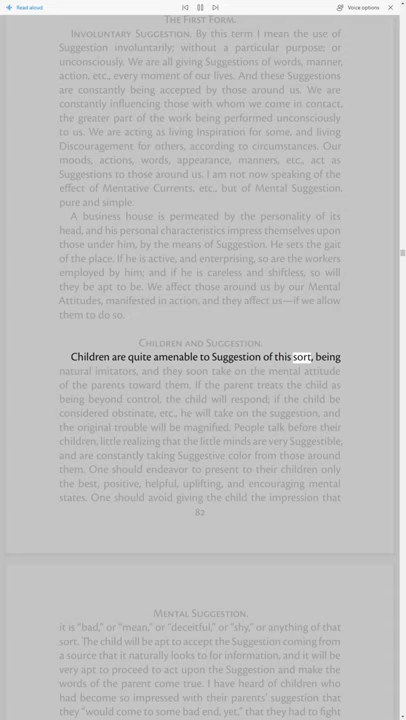 Read aloud
Voice options
The First Form.
Involuntary Suggestion. By this term I mean the use of
Suggestion involuntarily; without a particular purpose; or
unconsciously. We are all giving Suggestions of words, manner,
action, etc., every moment of our lives. And these Suggestions
are constantly being accepted by those around us. We are
constantly influencing those with whom we come in contact,
the greater part of the work being performed unconsciously
to us. We are acting as living Inspiration for some, and living
Discouragement for others, according to circumstances. Our
moods, actions, words, appearance, manners, etc., act as
Suggestions to those around us. I am not now speaking of the
effect of Mentative Currents, etc., but of Mental Suggestion,
pure and simple.
A business house is permeated by the personality of its
head, and his personal characteristics impress themselves upon
those under him, by the means of Suggestion. He sets the gait
of the place. If he is active, and enterprising, so are the workers
employed by him; and if he is careless and shiftless, so will
they be apt to be. We affect those around us by our Mental
Attitudes, manifested in action, and they affect us—if we allow
them to do so.
Children and Suggestion.
Children are quite amenable to Suggestion of this sort, being
natural imitators, and they soon take on the mental attitude
of the parents toward them. If the parent treats the child as
being beyond control, the child will respond; if the child be
considered obstinate, etc., he will take on the suggestion, and
the original trouble will be magnified. People talk before their
children, little realizing that the little minds are very Suggestible,
and are constantly taking Suggestive color from those around
them. One should endeavor to present to their children only
the best, positive, helpful, uplifting, and encouraging mental
states. One should avoid giving the child the impression that
82
Mental Suggestion.
it is “bad,” or “mean,” or “deceitful,” or “shy,” or anything of that
sort. The child will be apt to accept the Suggestion coming from
a source that it naturally looks to for information, and it will be
very apt to proceed to act upon the Suggestion and make the
words of the parent come true. I have heard of children who
had become so impressed with their parents’ suggestion that
they “would come to some bad end, yet,” that they had to fight